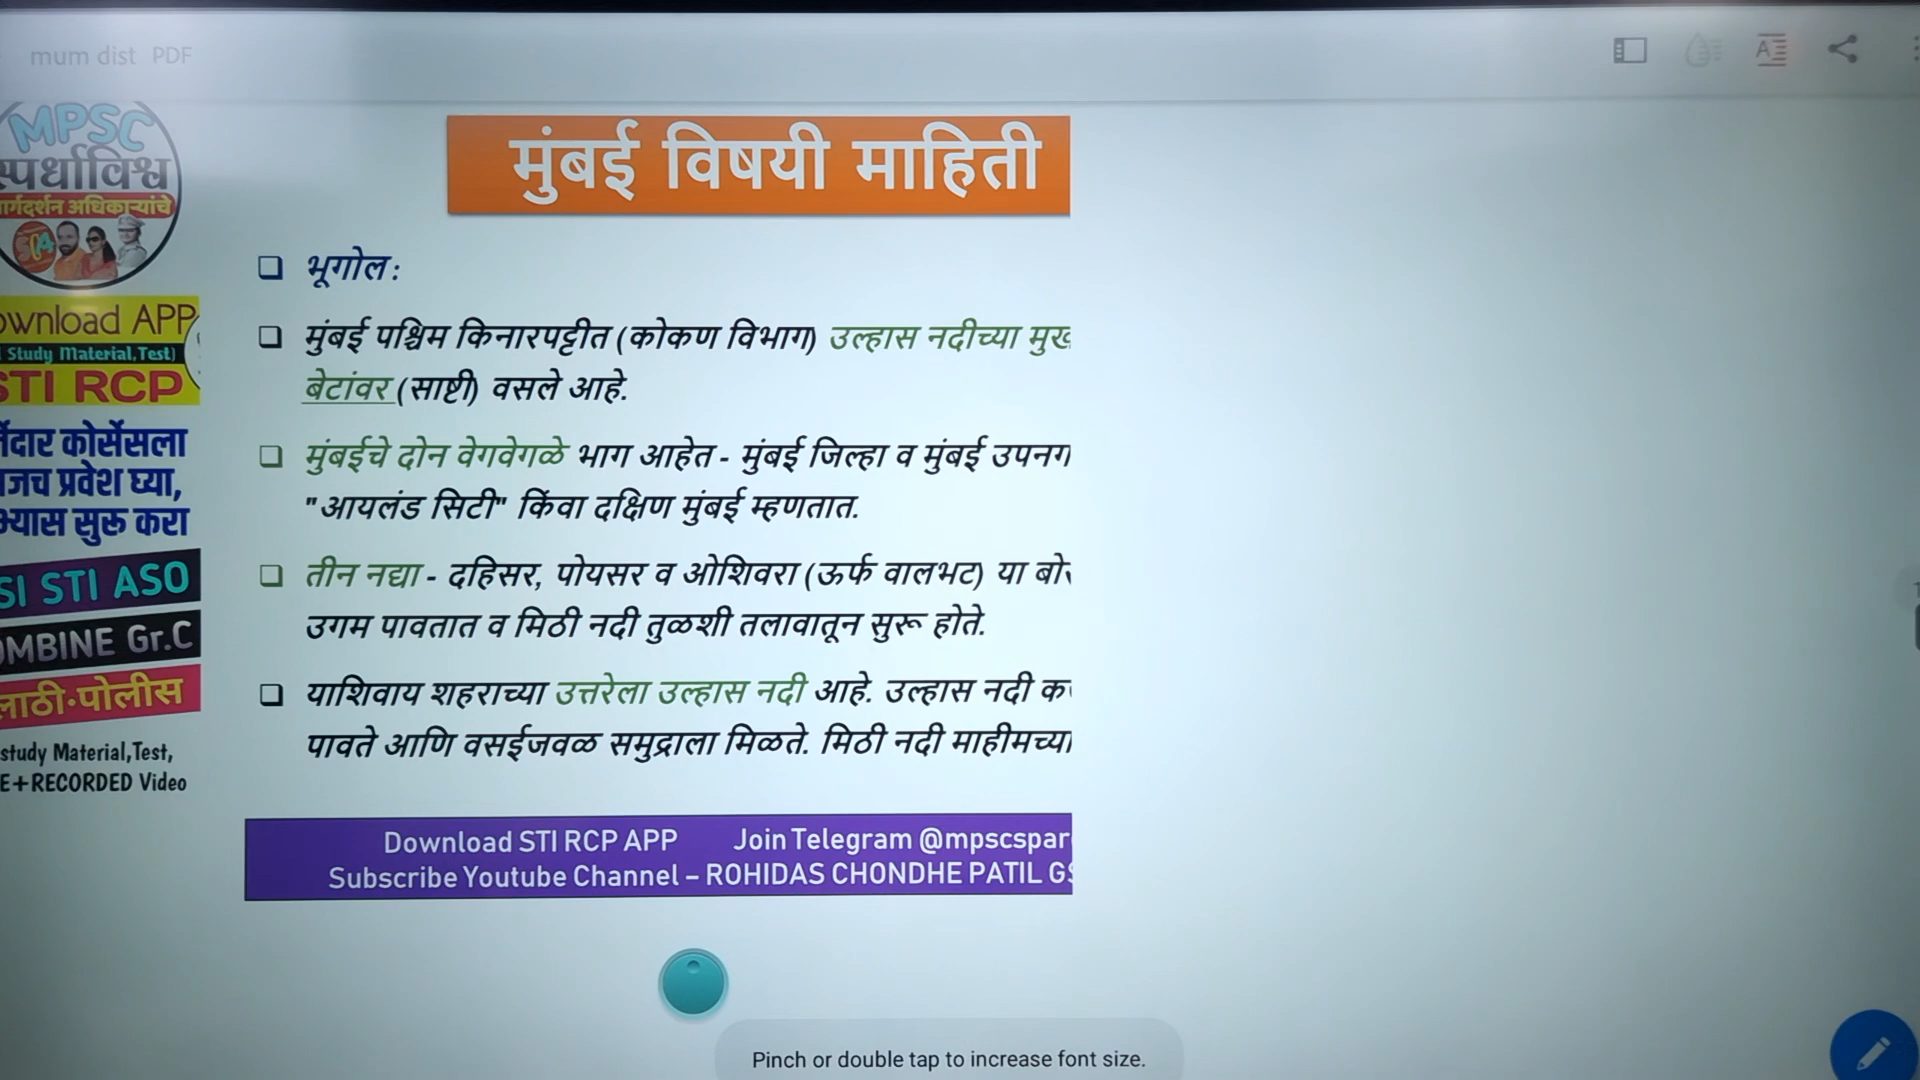 mum dist PDF
MPSC
स्पर्धाविश्व
मार्गदर्शन अधिकाऱ्यांचे
मुंबई विषयी माहिती
भूगोल:
मुंबई पश्चिम किनारपट्टीत (कोकण विभाग) उल्हास नदीच्या
बेटांवर (साष्टी) वसले आहे.
मुंबईचे दोन वेगवेगळे भाग आहेत - मुंबई जिल्हा व मुंबई
"आयलंड सिटी" किंवा दक्षिण मुंबई म्हणतात.
तीन नद्या - दहिसर, पोयसर व ओशिवरा (ऊर्फ वालभट) या
उगम पावतात व मिठी नदी तुळशी तलावातून सुरू होते.
याशिवाय शहराच्या उत्तरेला उल्हास नदी आहे. उल्हास नदी
पावते आणि वसईजवळ समुद्राला मिळते. मिठी नदी माहीमच्या
Download APP
Study Material,Test)
STI RCP
कोर्सेसला
प्रवेश घ्या,
सुरू करा
STI ASO
Gr.C
पोलीस
study Material,Test,
E+RECORDED Video
Download STI RCP APP Join Telegram
Subscribe Youtube Channel – ROHIDAS CHONDHE PATIL
Pinch or double tap to increase font size.